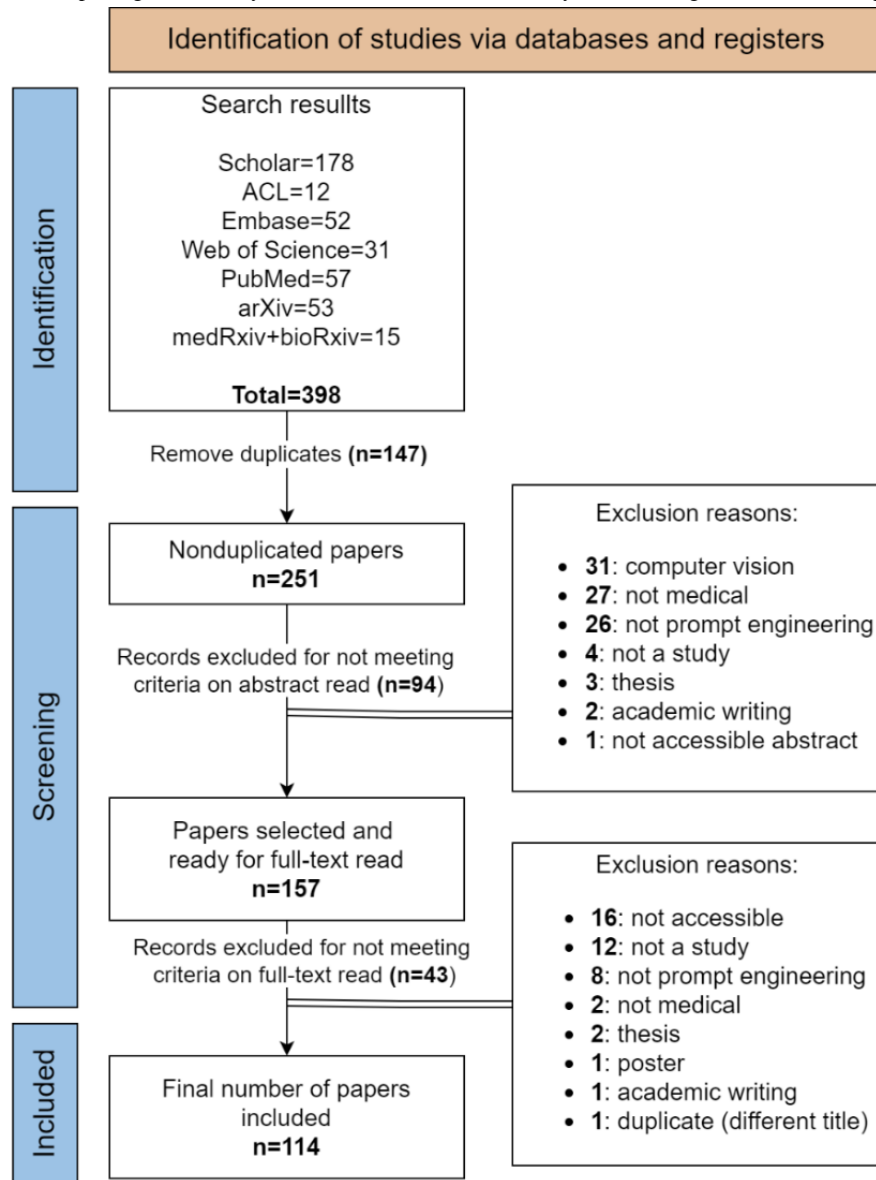 Identification of studies via databases and registers
Identification
Search resullts
Scholar=178
ACL=12
Embase=52
Web of Science=31
PubMed=57
arXiv=53
medRxiv+bioRxiv=15
Total=398
Remove duplicates (n=147)
Screening
Nonduplicated papers
n=251
Records excluded for not meeting
criteria on abstract read (n=94)
Exclusion reasons:
• 31: computer vision
• 27: not medical
• 26: not prompt engineering
• 4: not a study
• 3: thesis
• 2: academic writing
• 1: not accessible abstract
Papers selected and
ready for full-text read
n=157
Records excluded for not meeting
criteria on full-text read (n=43)
Exclusion reasons:
• 16: not accessible
• 12: not a study
• 8: not prompt engineering
• 2: not medical
• 2: thesis
• 1: poster
• 1: academic writing
• 1: duplicate (different title)
Included
Final number of papers
included
n=114